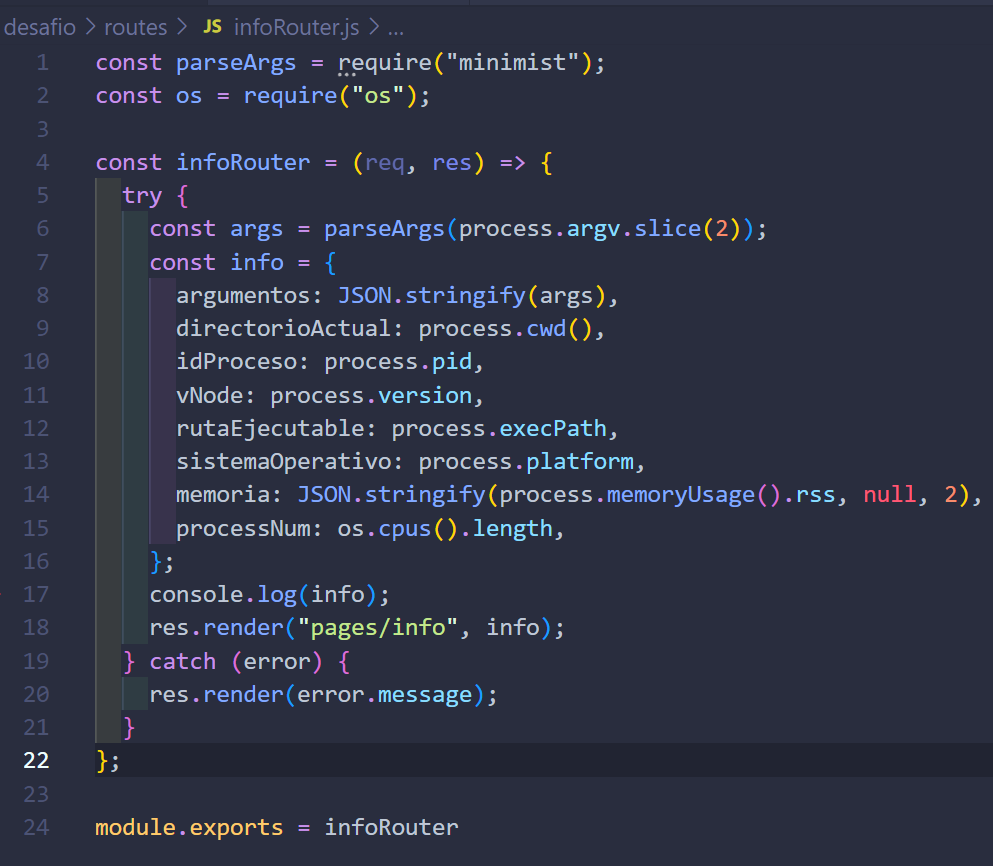 desafio > routes > JS infoRouter.js > ...
1 const parseArgs = require("minimist");
2 const os = require("os");
3
4 const infoRouter = (req, res) => {
5 try {
6 const args = parseArgs(process.argv.slice(2));
7 const info = {
8 argumentos: JSON.stringify(args),
9 directorioActual: process.cwd(),
10 idProceso: process.pid,
11 vNode: process.version,
12 rutaEjecutable: process.execPath,
13 sistemaOperativo: process.platform,
14 memoria: JSON.stringify(process.memoryUsage().rss, null, 2),
15 processNum: os.cpus().length,
16 };
17 console.log(info);
18 res.render("pages/info", info);
19 } catch (error) {
20 res.render(error.message);
21 }
22 };
23
24 module.exports = infoRouter